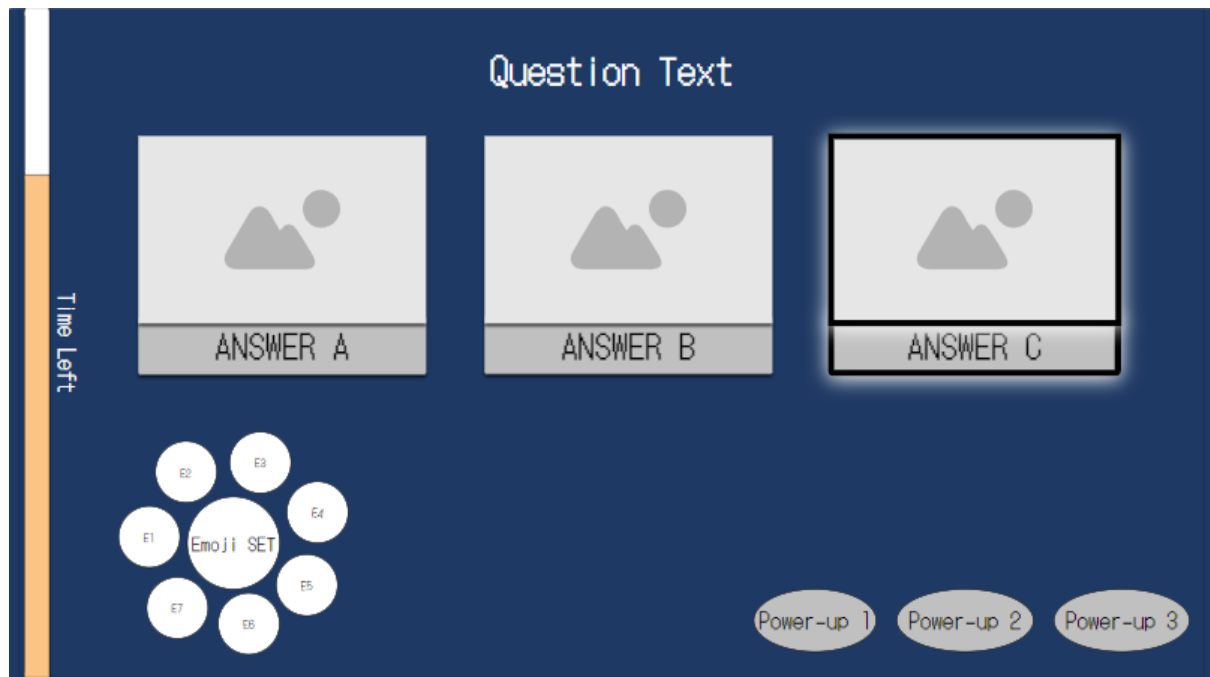 Question Text
ANSWER A
ANSWER B
ANSWER C
Time Left
E1
E2
E3
E4
E5
E6
E7
Emoji SET
Power-up 1
Power-up 2
Power-up 3